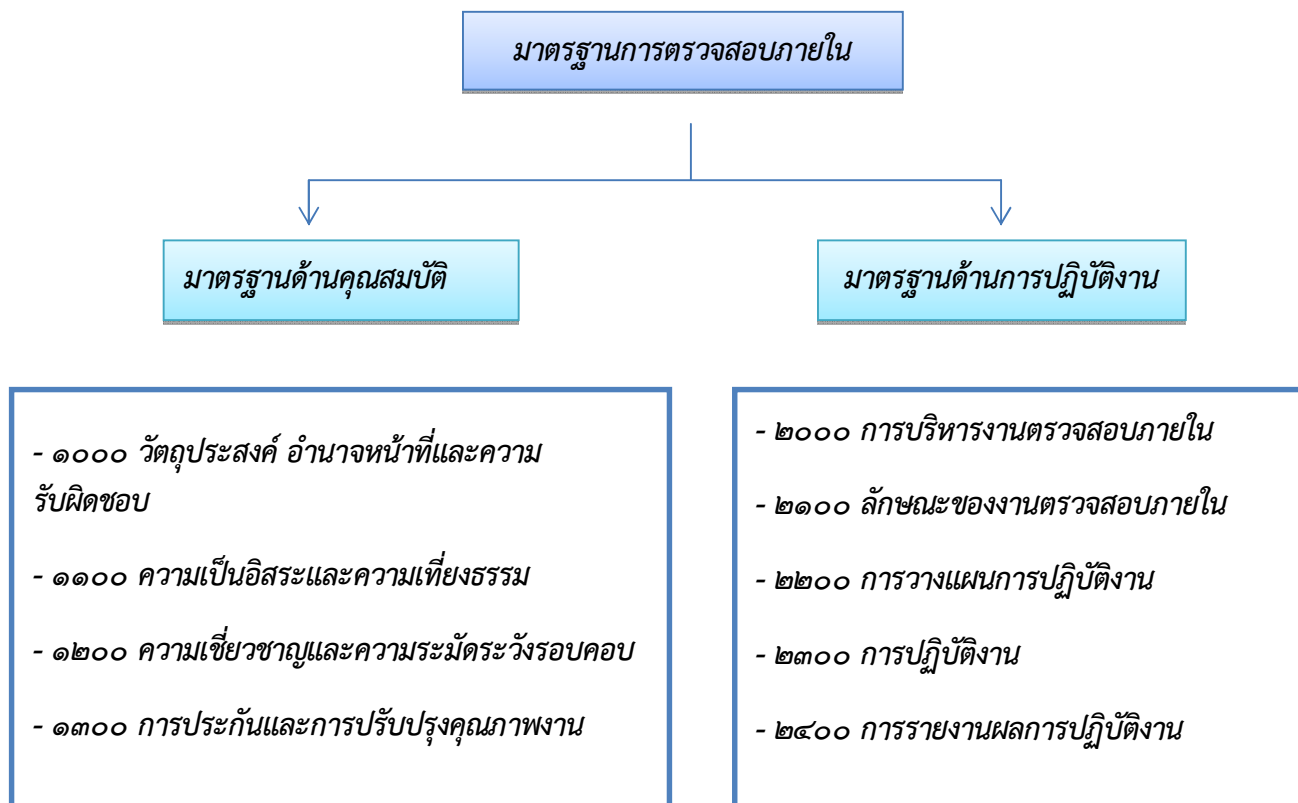 มาตรฐานการตรวจสอบภายใน
มาตรฐานด้านคุณสมบัติ
มาตรฐานด้านการปฏิบัติงาน
- ๑๐๐๐ วัตถุประสงค์ อำนาจหน้าที่และความ
รับผิดชอบ
- ๑๑๐๐ ความเป็นอิสระและความเที่ยงธรรม
- ๑๒๐๐ ความเชี่ยวชาญและความระมัดระวังรอบคอบ
- ๑๓๐๐ การประกันและการปรับปรุงคุณภาพงาน
- ๒๐๐๐ การบริหารงานตรวจสอบภายใน
- ๒๑๐๐ ลักษณะของงานตรวจสอบภายใน
- ๒๒๐๐ การวางแผนการปฏิบัติงาน
- ๒๓๐๐ การปฏิบัติงาน
- ๒๔๐๐ การรายงานผลการปฏิบัติงาน